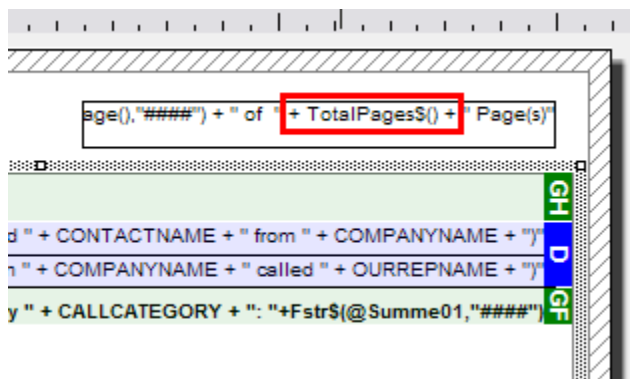 age(),"####") + " of  " + TotalPages$() + " Page(s)"
GH
d " + CONTACTNAME + " from " + COMPANYNAME + ")"
D
n " + COMPANYNAME + " called " + OURREPNAME + ")"
y " + CALLCATEGORY + ": "+Fstr$(@Summe01,"####")
GF